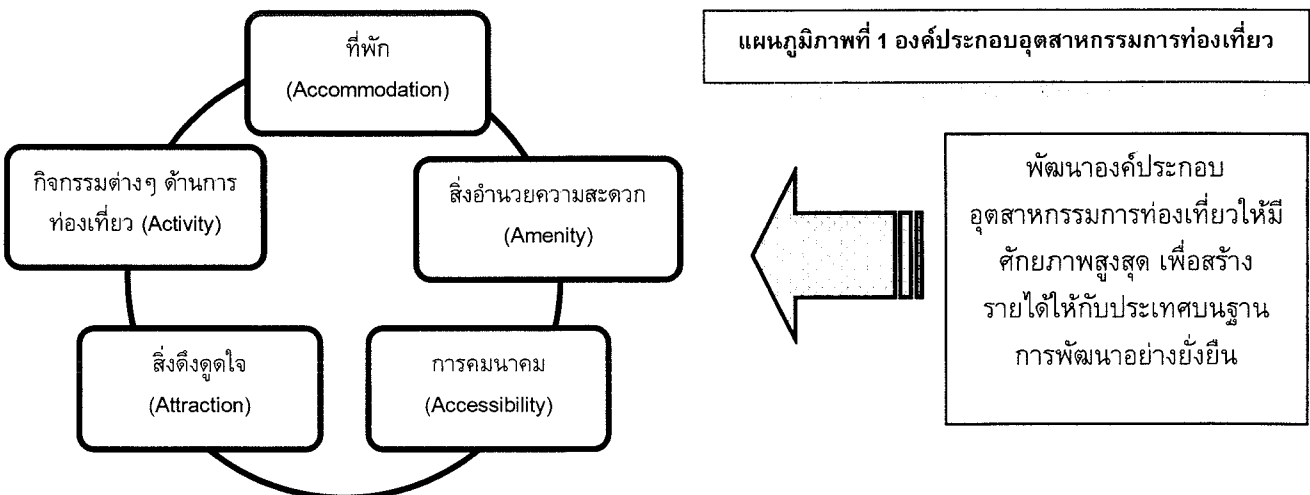 แผนภูมิภาพที่ 1 องค์ประกอบอุตสาหกรรมการท่องเที่ยว
ที่พัก
(Accommodation)
สิ่งอำนวยความสะดวก
(Amenity)
การคมนาคม
(Accessibility)
สิ่งดึงดูดใจ
(Attraction)
กิจกรรมต่างๆ ด้านการ
ท่องเที่ยว (Activity)
พัฒนาองค์ประกอบ
อุตสาหกรรมการท่องเที่ยวให้มี
ศักยภาพสูงสุด เพื่อสร้าง
รายได้ให้กับประเทศบนฐาน
การพัฒนาอย่างยั่งยืน